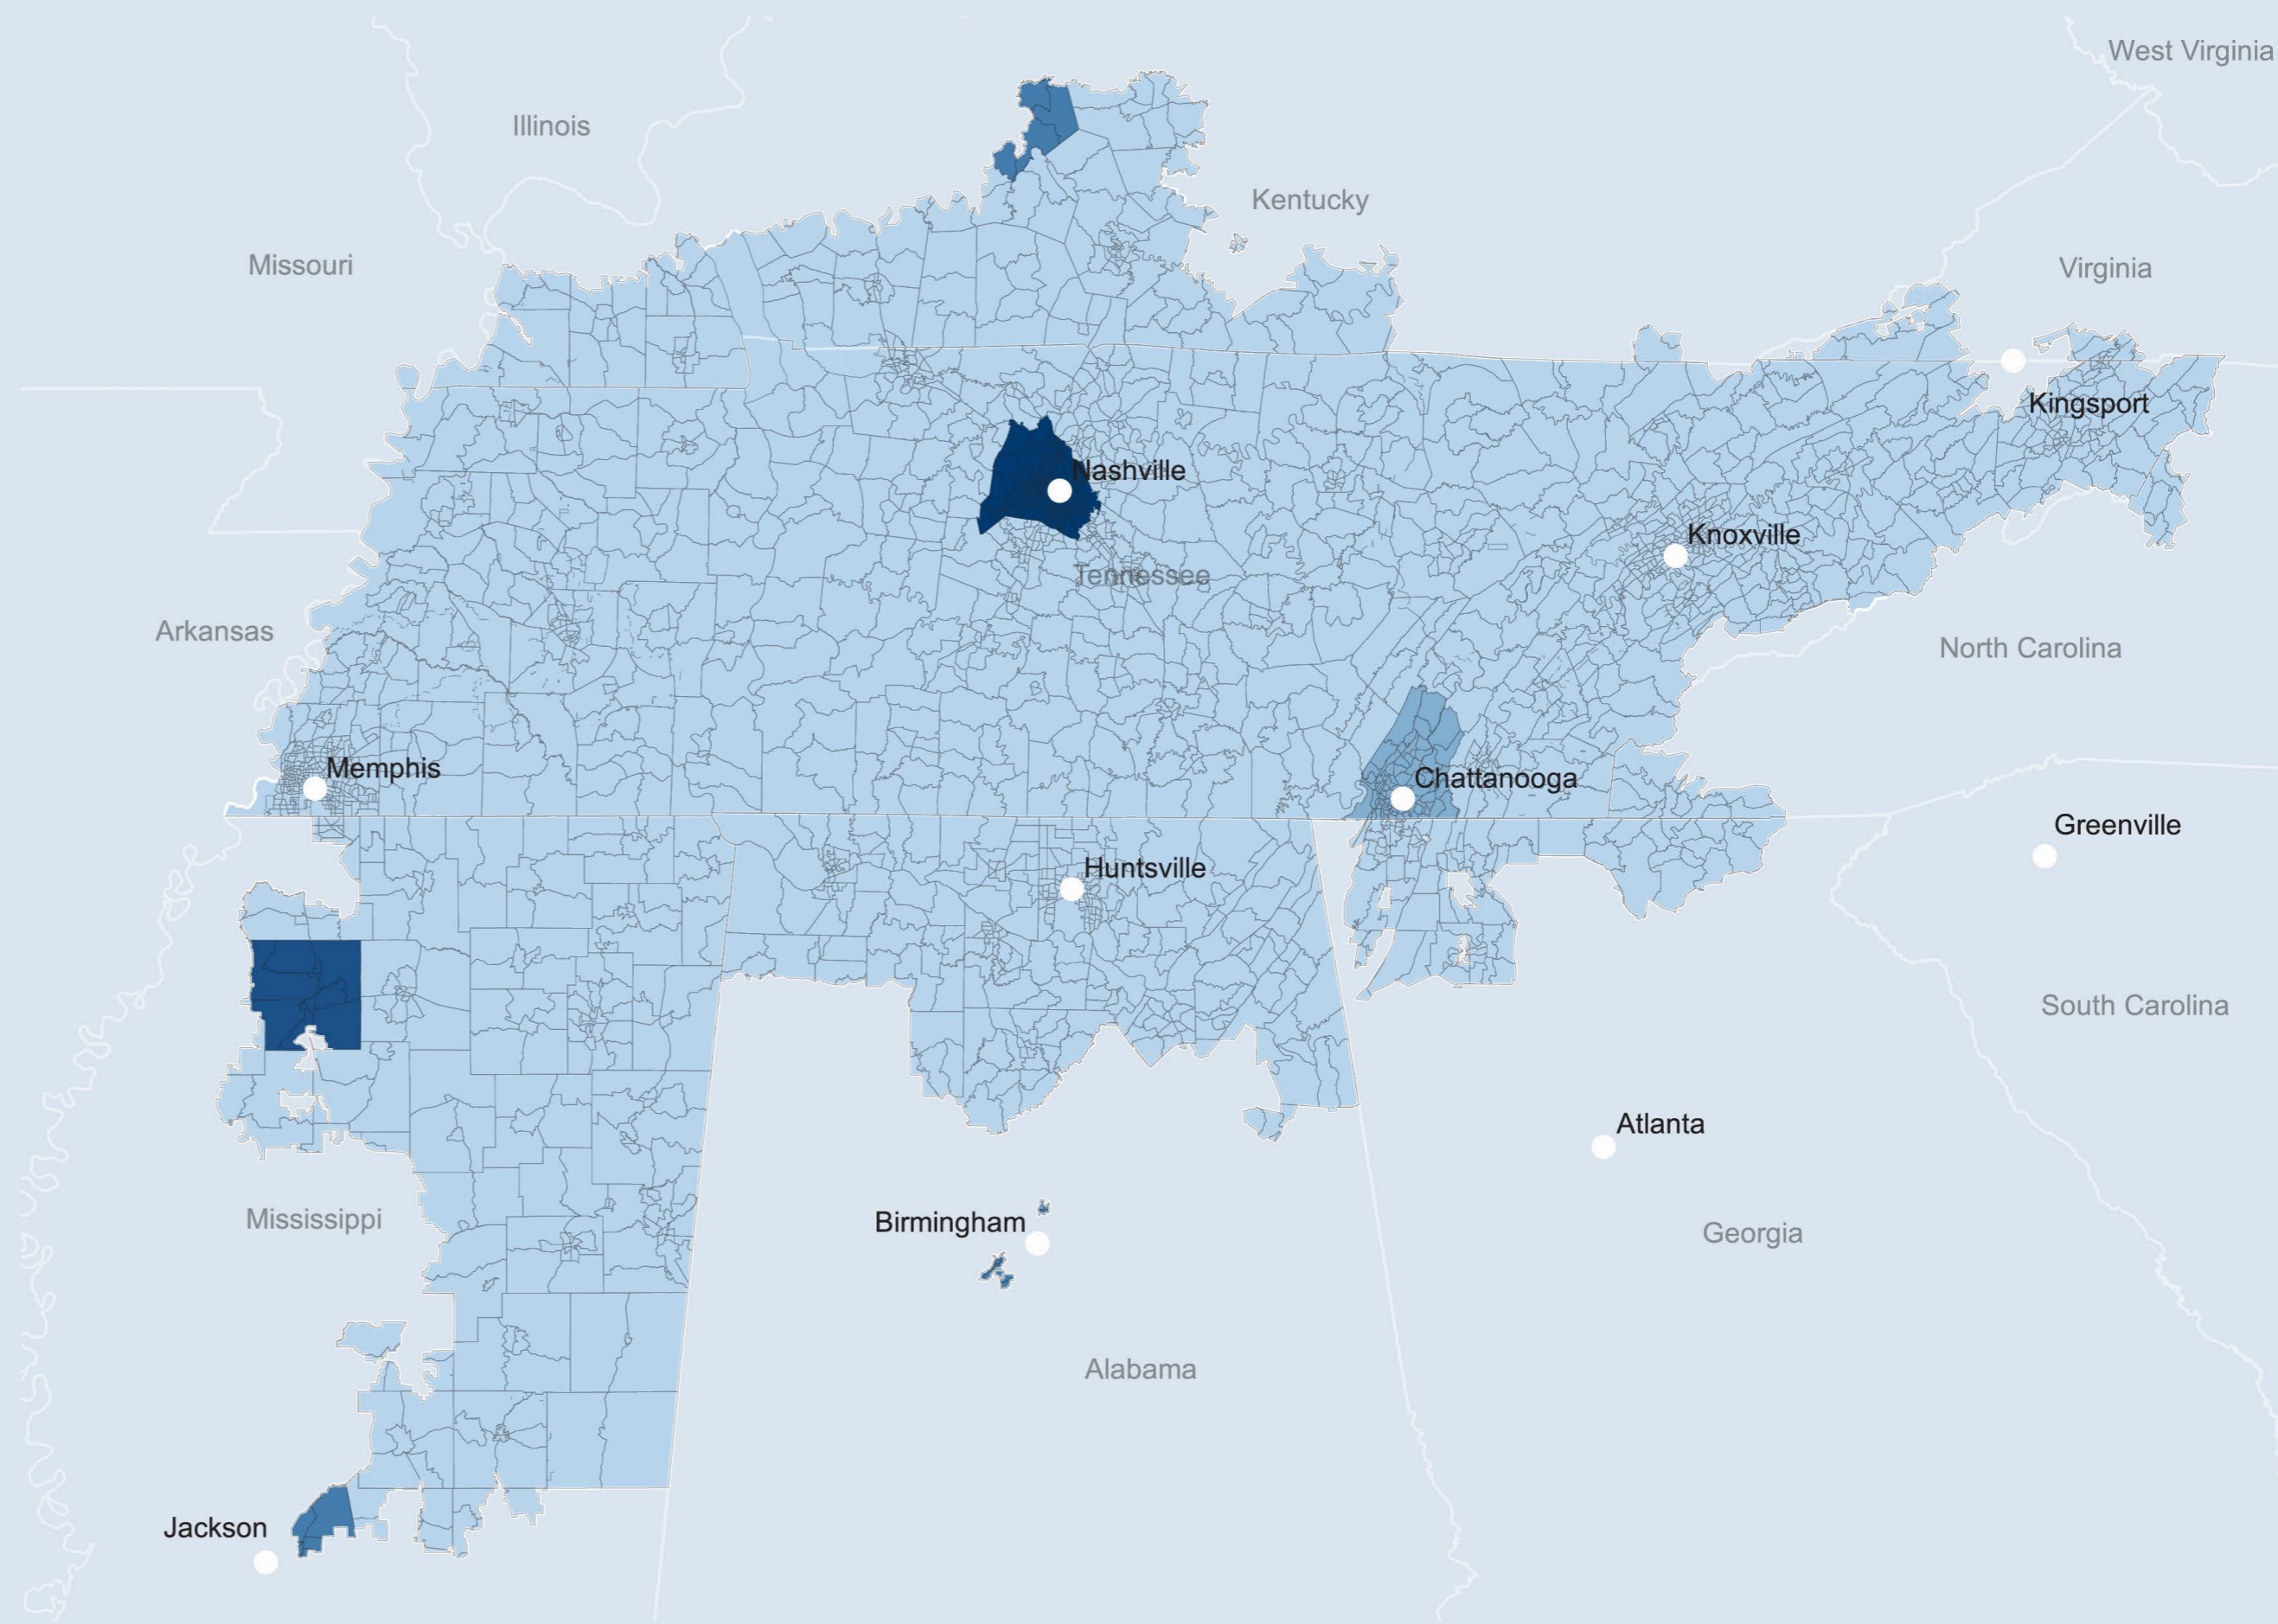 West Virginia
Illinois
Kentucky
Missouri
Virginia
Kingsport
Nashville
Knoxville
Tennessee
Arkansas
North Carolina
Memphis
Chattanooga
Greenville
Huntsville
South Carolina
Atlanta
Mississippi
Birmingham
Georgia
Alabama
Jackson